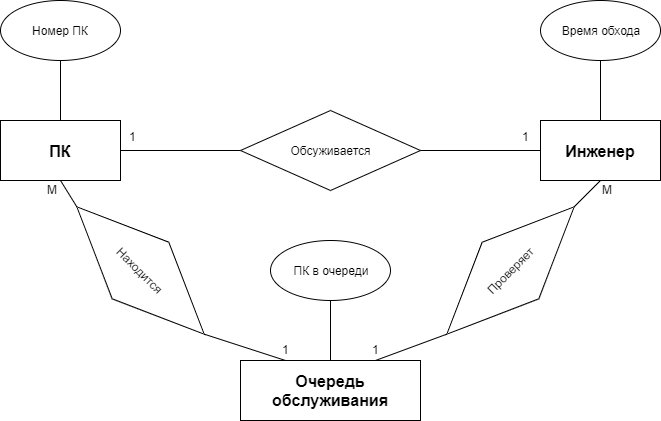 Номер ПК
Время обхода
ПК
1
Обсуживается
1
Инженер
М
М
Находится
ПК в очереди
Проверяет
1
1
Очередь
обслуживания